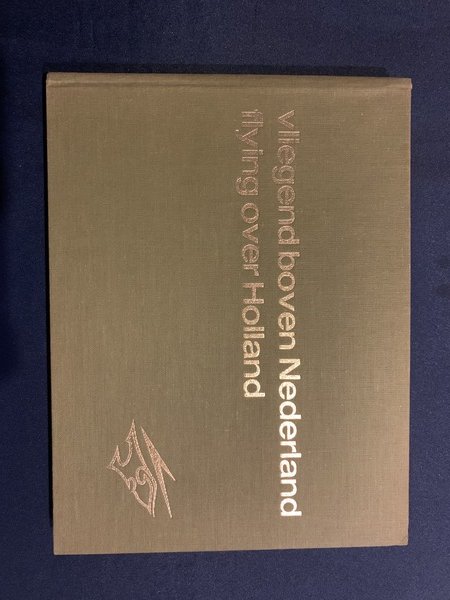 vliegend boven Nederland
flying over Holland